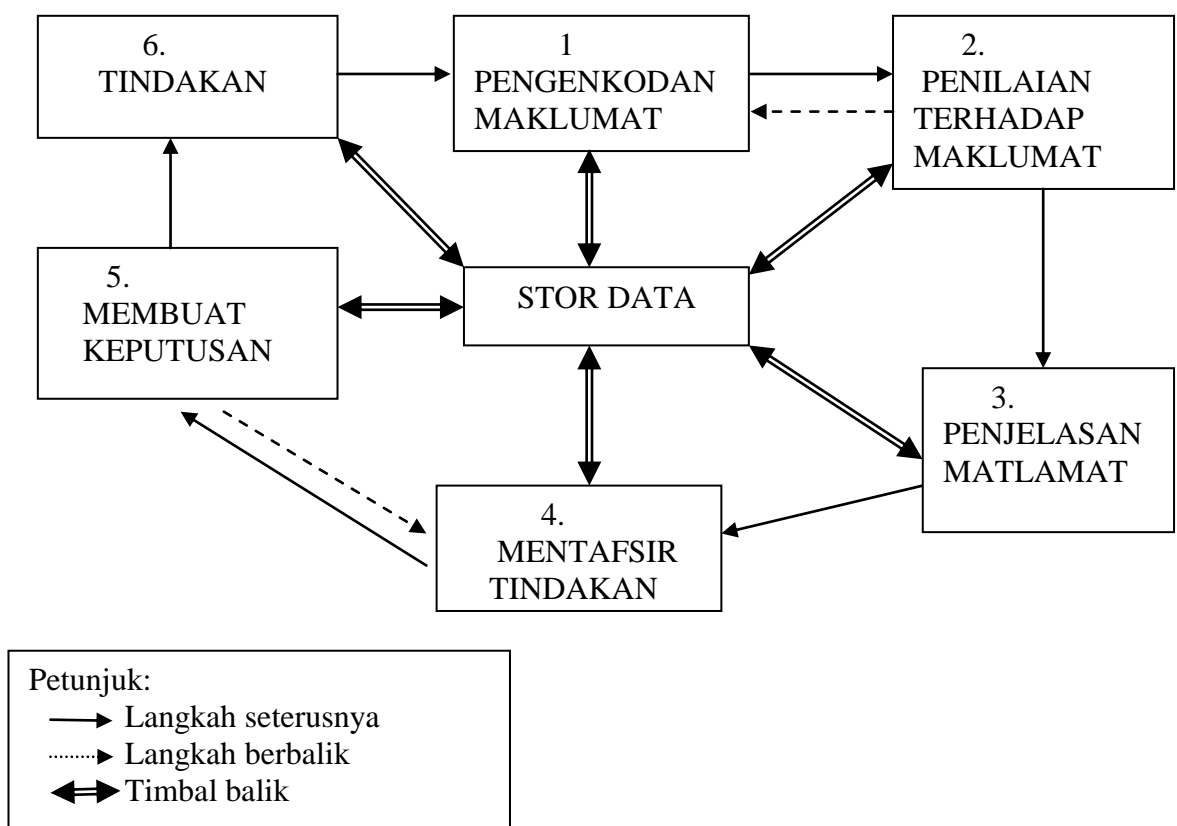 6.
TINDAKAN
1
PENGENKODAN
MAKLUMAT
2.
PENILAIAN
TERHADAP
MAKLUMAT
5.
MEMBUAT
KEPUTUSAN
STOR DATA
3.
PENJELASAN
MATLAMAT
4.
MENTAFSIR
TINDAKAN
Petunjuk:
Langkah seterusnya
Langkah berbalik
Timbal balik